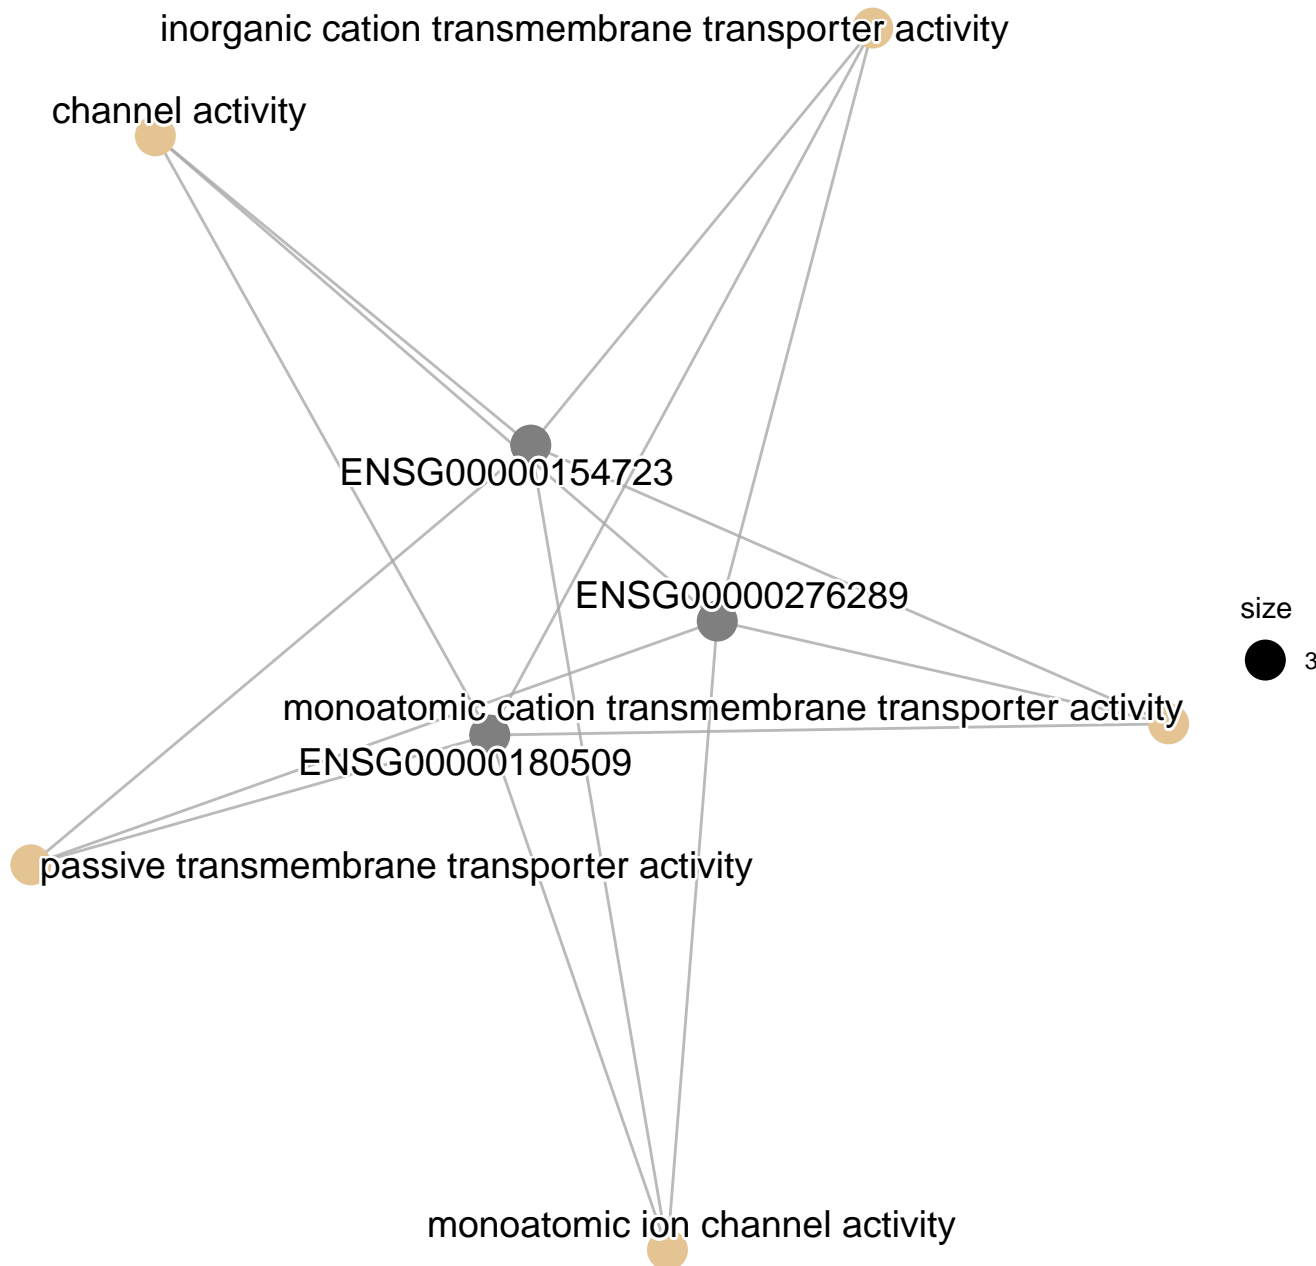 inorganic cation transmembrane transporter activity
channel activity
ENSG00000154723
ENSG00000276289
size
3
monoatomic cation transmembrane transporter activity
ENSG00000180509
passive transmembrane transporter activity
monoatomic ion channel activity